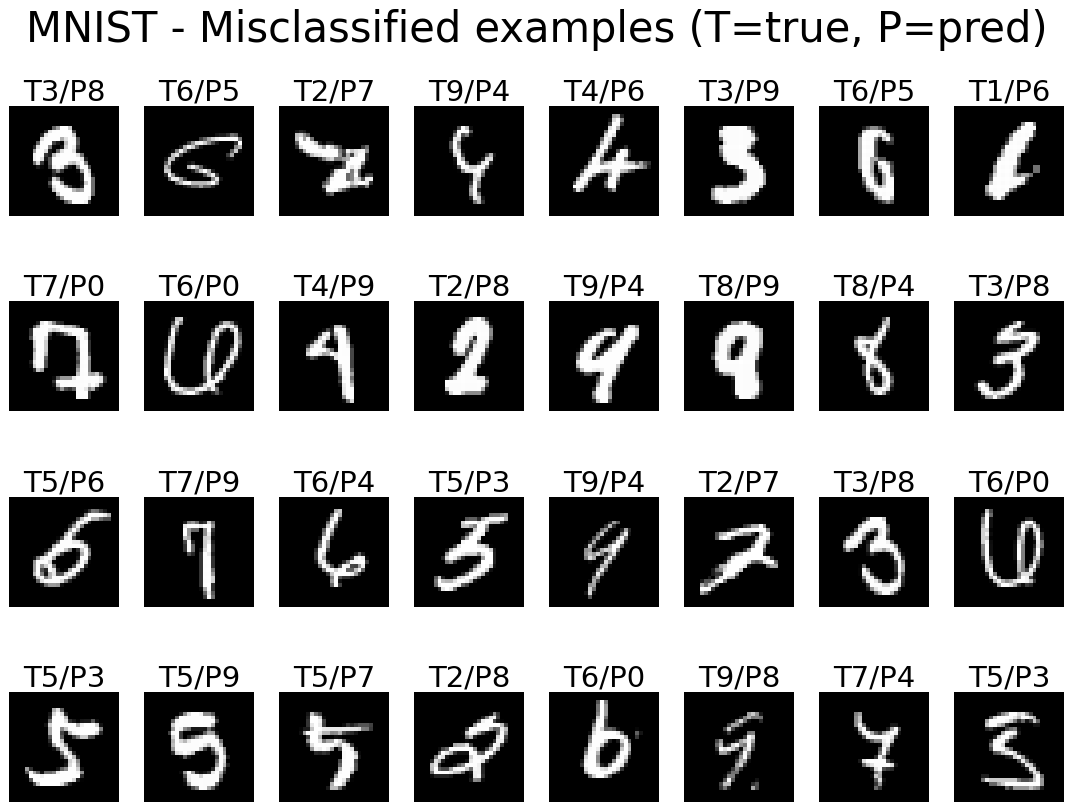 MNIST - Misclassified examples (T=true, P=pred)
T3/P8 T6/P5 T2/P7 T9/P4 T4/P6 T3/P9 T6/P5 T1/P6
T7/P0 T6/P0 T4/P9 T2/P8 T9/P4 T8/P9 T8/P4 T3/P8
T5/P6 T7/P9 T6/P4 T5/P3 T9/P4 T2/P7 T3/P8 T6/P0
T5/P3 T5/P9 T5/P7 T2/P8 T6/P0 T9/P8 T7/P4 T5/P3